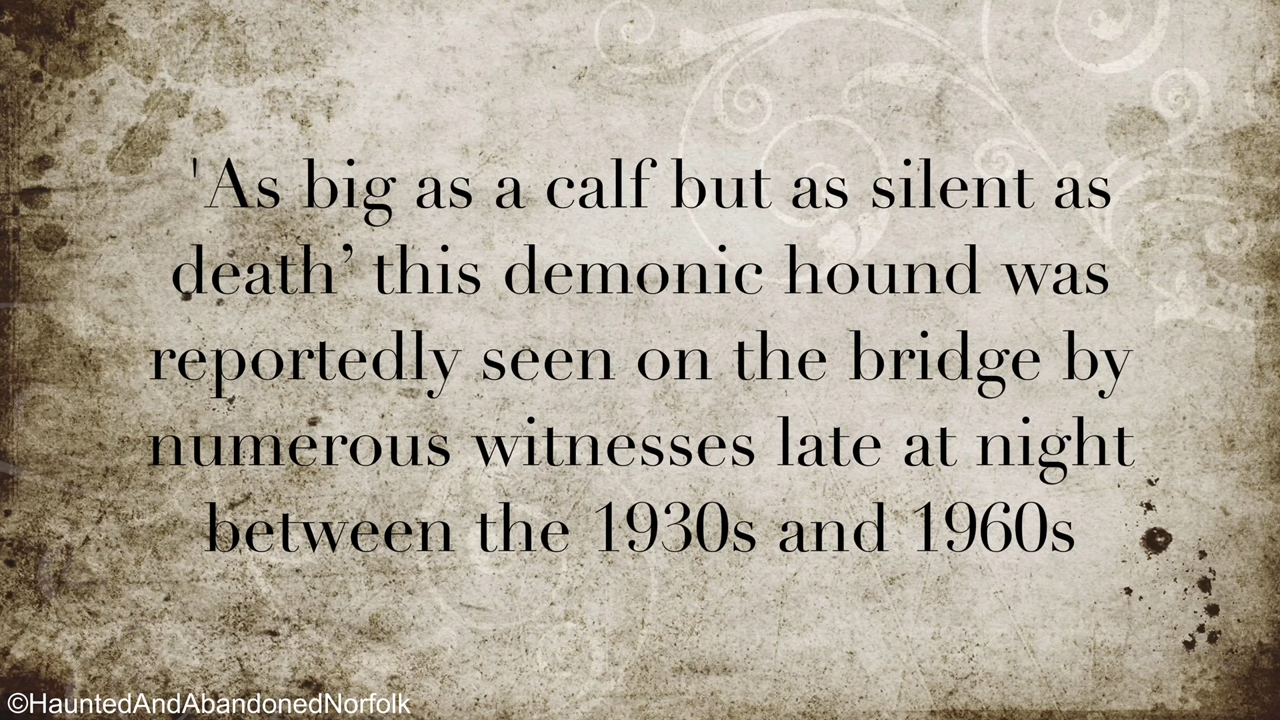 'As big as a calf but as silent as
death’ this demonic hound was
reportedly seen on the bridge by
numerous witnesses late at night
between the 1930s and 1960s
©HauntedAndAbandonedNorfolk